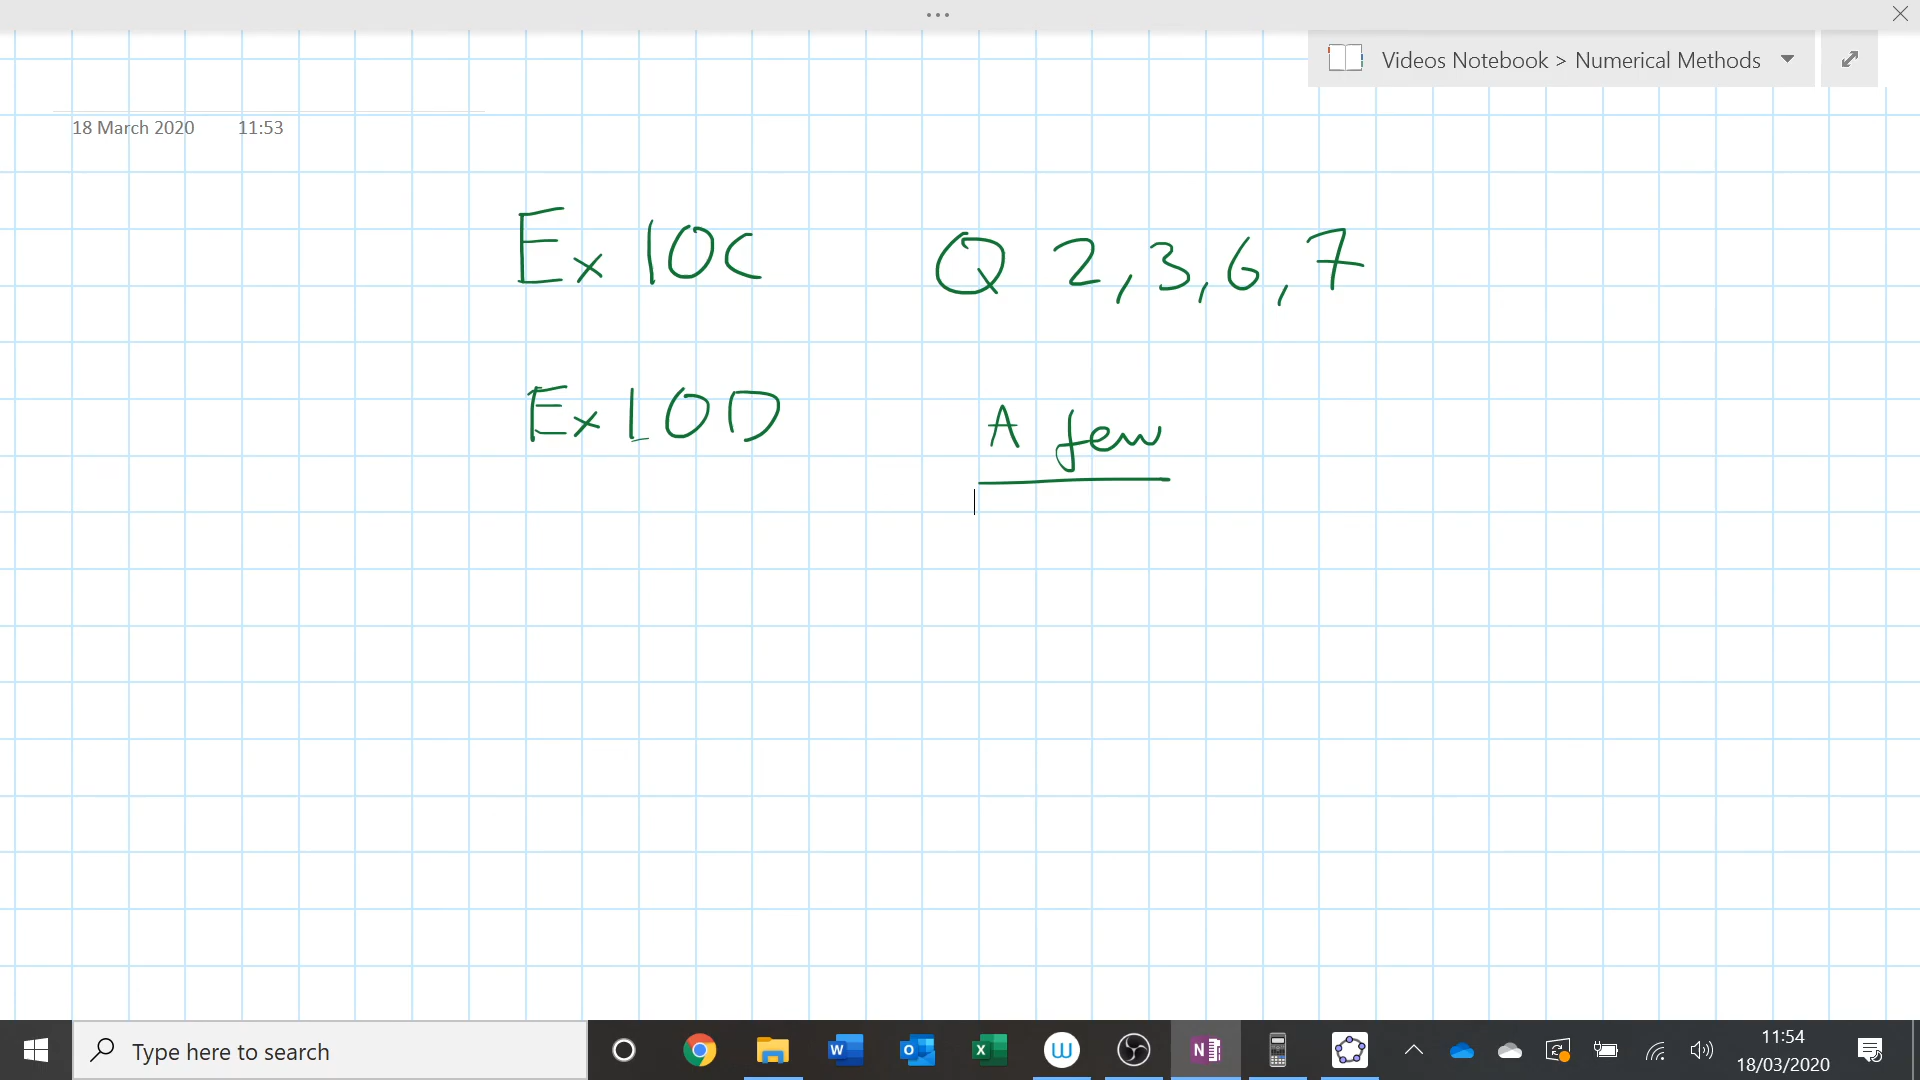 Videos Notebook > Numerical Methods
18 March 2020 11:53
Ex 10C Q 2, 3, 6, 7
Ex 10D A few
Type here to search
11:54
18/03/2020